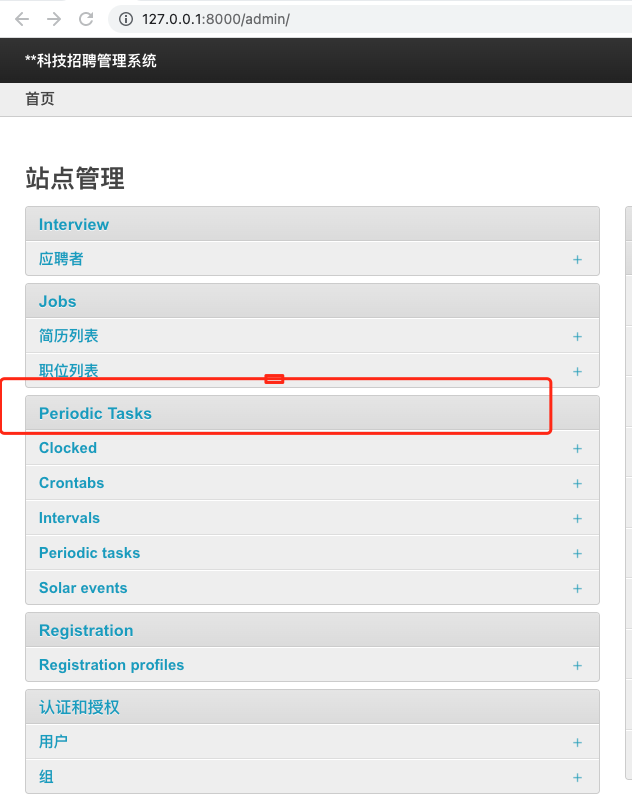 127.0.0.1:8000/admin/
**科技招聘管理系统
首页
站点管理
Interview
应聘者 +
Jobs
简历列表 +
职位列表 +
Periodic Tasks
Clocked +
Crontabs +
Intervals +
Periodic tasks +
Solar events +
Registration
Registration profiles +
认证和授权
用户 +
组 +